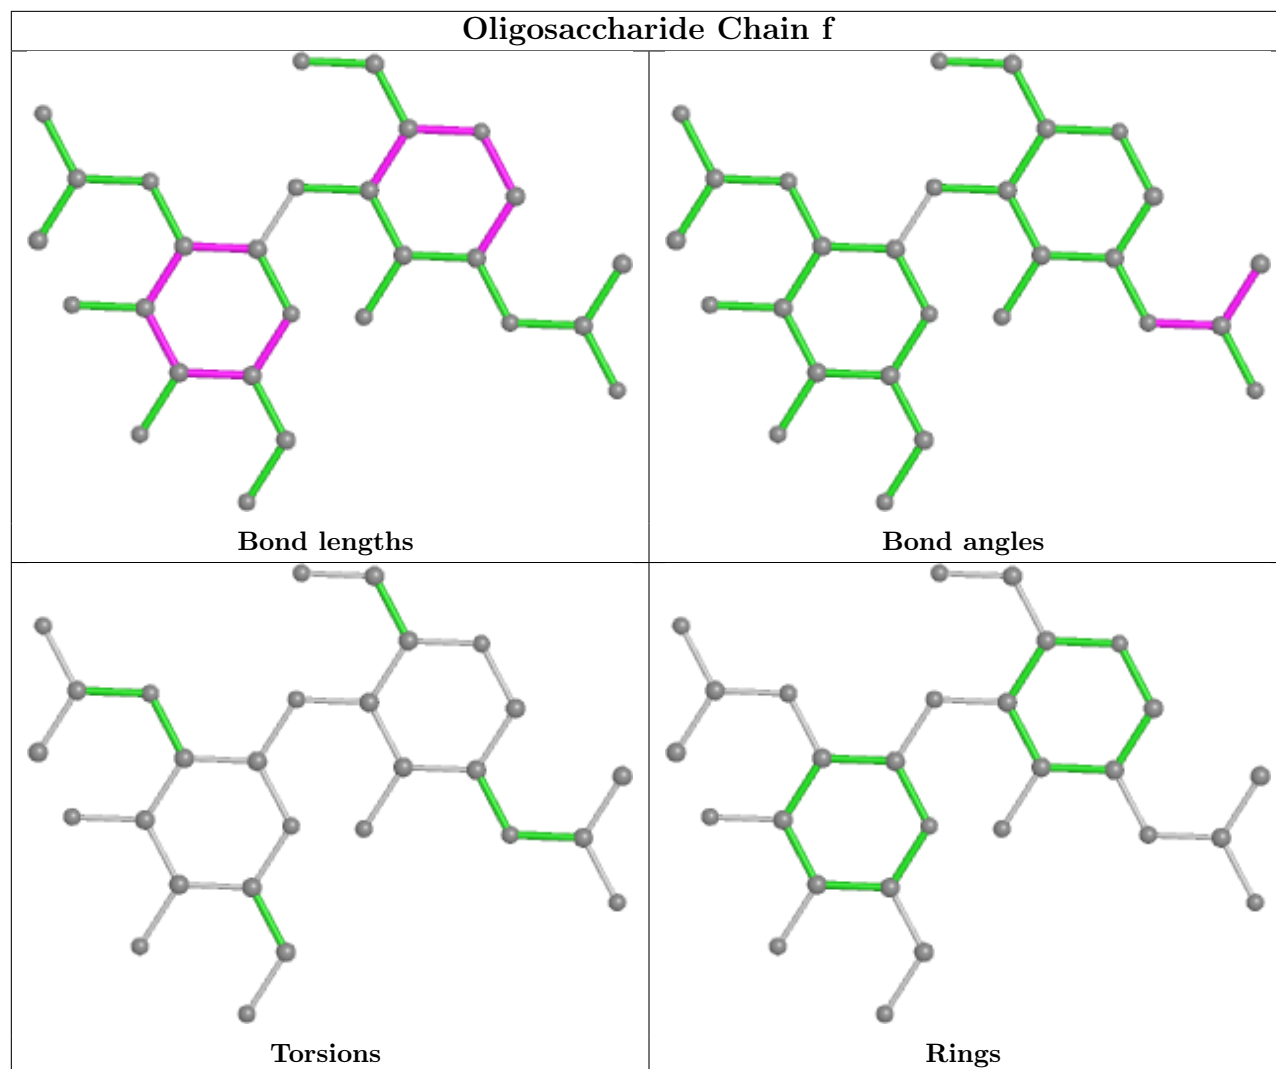 Oligosaccharide Chain f
Bond lengths
Bond angles
Torsions
Rings